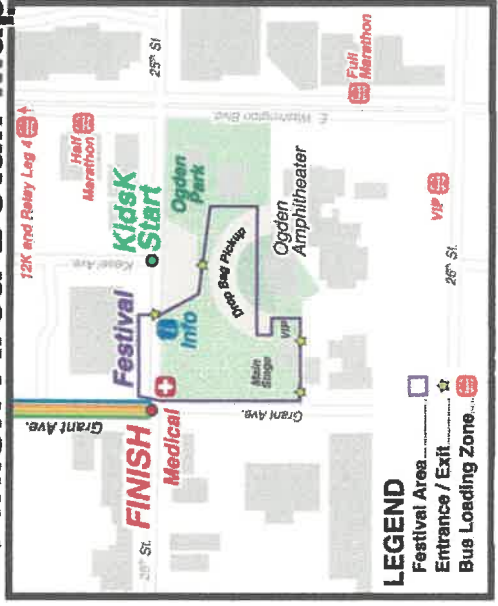 12K and Relay Leg 4
Half
Marathon
Full
Marathon
VIP
E Washington Blvd.
25th St.
Kiesel Ave.
KidsK
Start
Ogden
Park
Ogden
Amphitheater
26th St.
Festival
Info
Drop Bag Pickup
VIP
Main
Stage
Grant Ave.
Grant Ave.
25th St.
FINISH
Medical
LEGEND
Festival Area
Entrance / Exit
Bus Loading Zone